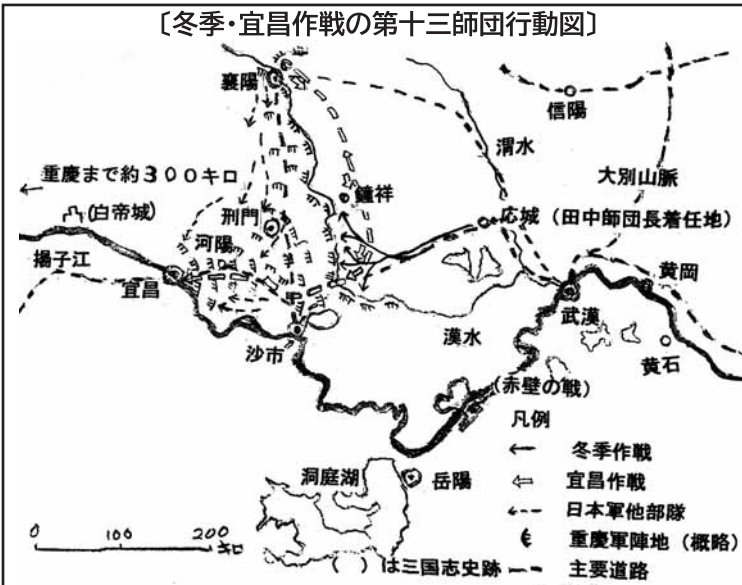 〔冬季・宜昌作戦の第十三師団行動図〕
襄陽
信陽
溳水
大別山脈
重慶まで約300キロ
鐘祥
(白帝城)
荊門
応城（田中師団長着任地）
河陽
揚子江
宜昌
黄岡
武漢
漢水
黄石
沙市
(赤壁の戦)
凡例
冬季作戦
洞庭湖
岳陽
宜昌作戦
日本軍他部隊
0 100 200
キロ
重慶軍陣地（概略）
( )は三国志史跡
主要道路